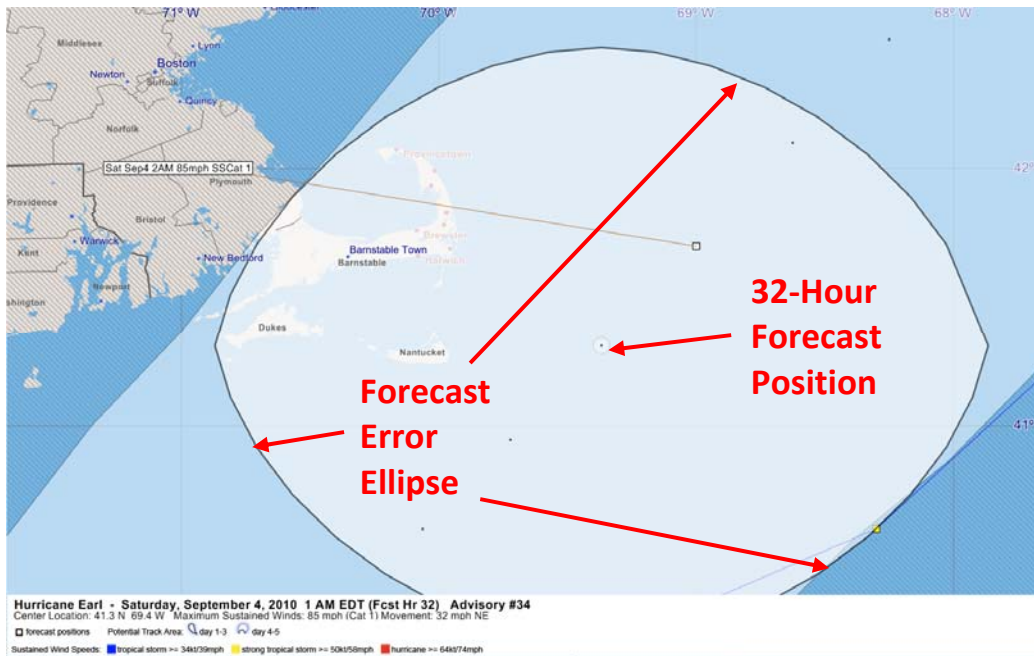 71° W
70° W
69° W
68° W
Gloucester
Middlesex
Lynn
Boston
Newton
Suffolk
Quincy
Norfolk
Provincetown
Sat Sep4 2AM 85mph SSCat 1
42°
Plymouth
Providence
Bristol
Brewster
Warwick
Barnstable Town
Harwich
Kent
New Bedford
Barnstable
Newport
shington
32-Hour
Forecast
Position
Dukes
Nantucket
Forecast
Error
Ellipse
41°
Hurricane Earl - Saturday, September 4, 2010 1 AM EDT (Fcst Hr 32) Advisory #34
Center Location: 41.3 N 69.4 W Maximum Sustained Winds: 85 mph (Cat 1) Movement: 32 mph NE
forecast positions Potential Track Area: day 1-3 day 4-5
Sustained Wind Speeds: tropical storm >= 34kt/39mph strong tropical storm >= 50kt/58mph hurricane >= 64kt/74mph